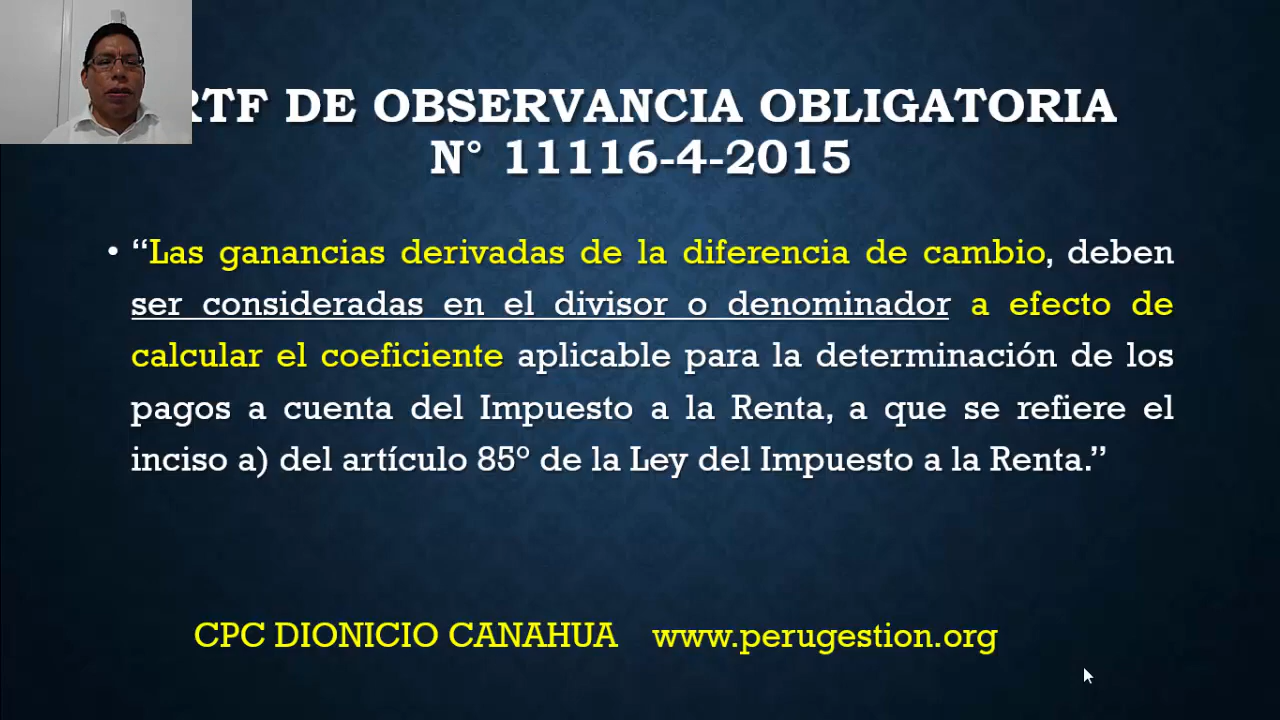 RTF DE OBSERVANCIA OBLIGATORIA
N° 11116-4-2015
• “Las ganancias derivadas de la diferencia de cambio, deben
ser consideradas en el divisor o denominador a efecto de
calcular el coeficiente aplicable para la determinación de los
pagos a cuenta del Impuesto a la Renta, a que se refiere el
inciso a) del artículo 85° de la Ley del Impuesto a la Renta.”
CPC DIONICIO CANAHUA www.perugestion.org